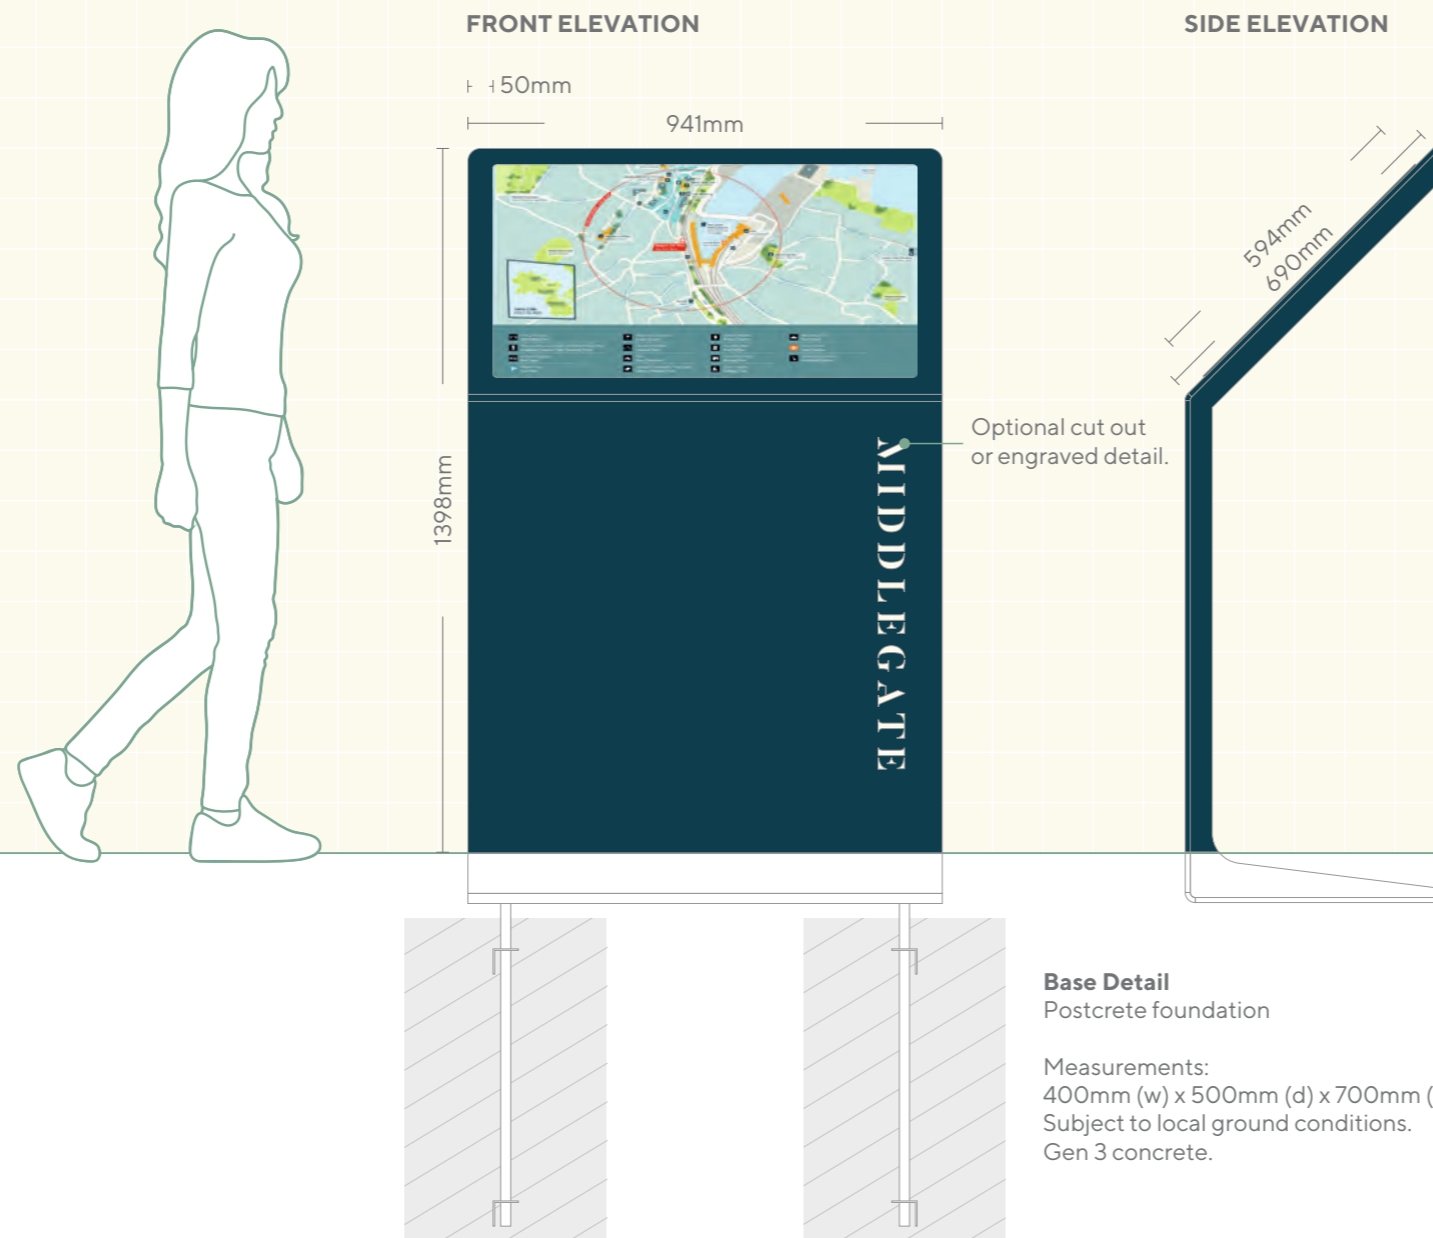 FRONT ELEVATION
SIDE ELEVATION
50mm
941mm
594mm
690mm
1398mm
Optional cut out
or engraved detail.
MIDDLEGATE
Base Detail
Postcrete foundation
Measurements:
400mm (w) x 500mm (d) x 700mm (
Subject to local ground conditions.
Gen 3 concrete.